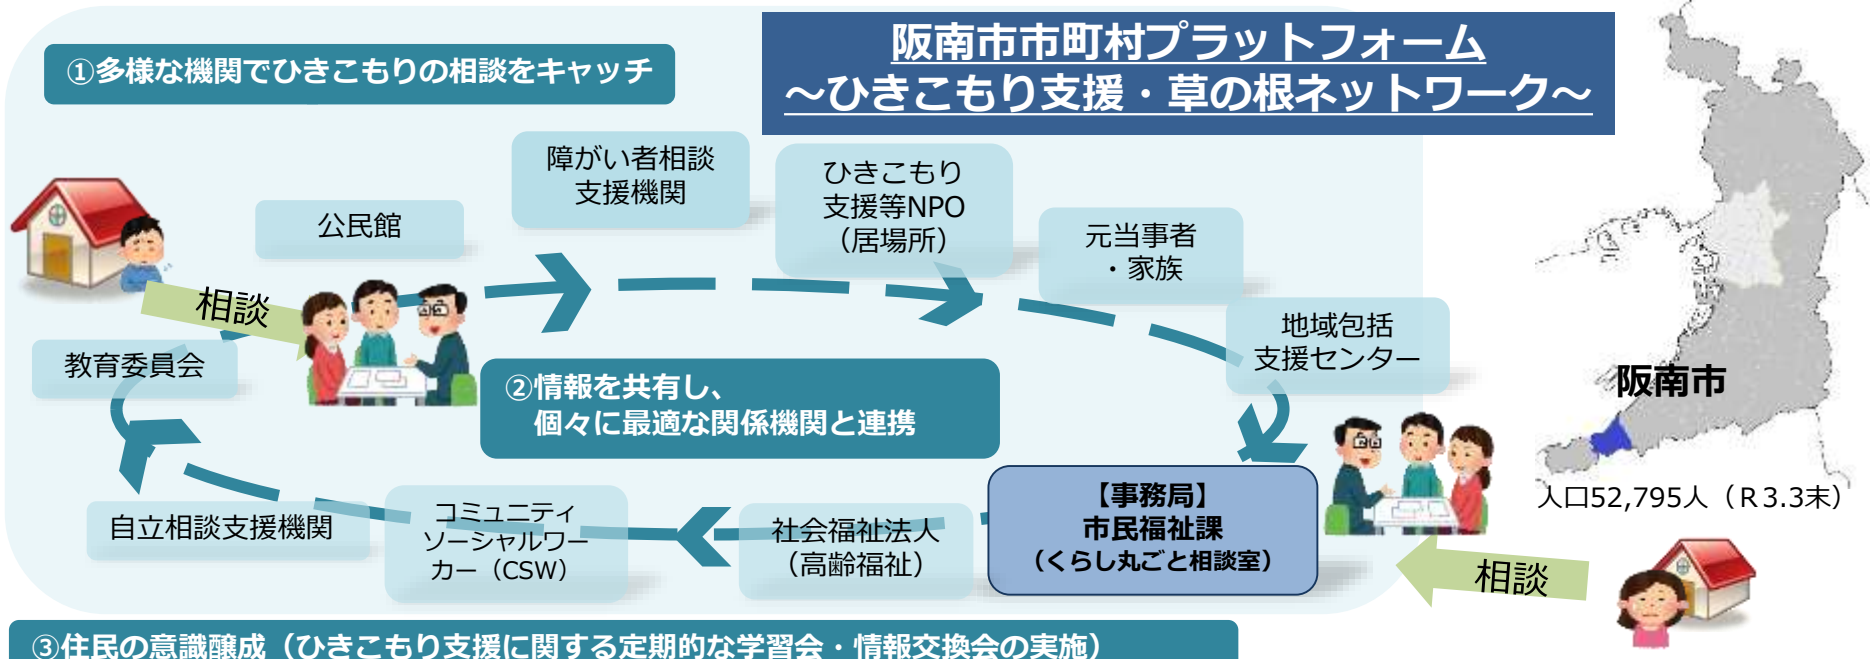 阪南市市町村プラットフォーム
～ひきこもり支援・草の根ネットワーク～
①多様な機関でひきこもりの相談をキャッチ
障がい者相談
支援機関
ひきこもり
支援等NPO
（居場所）
公民館
元当事者
・家族
相談
地域包括
支援センター
教育委員会
②情報を共有し、
個々に最適な関係機関と連携
阪南市
人口52,795人（Ｒ3.3末）
【事務局】
市民福祉課
（くらし丸ごと相談室）
自立相談支援機関
コミュニティ
ソーシャルワー
カー（CSW）
社会福祉法人
（高齢福祉）
相談
③住民の意識醸成（ひきこもり支援に関する定期的な学習会・情報交換会の実施）